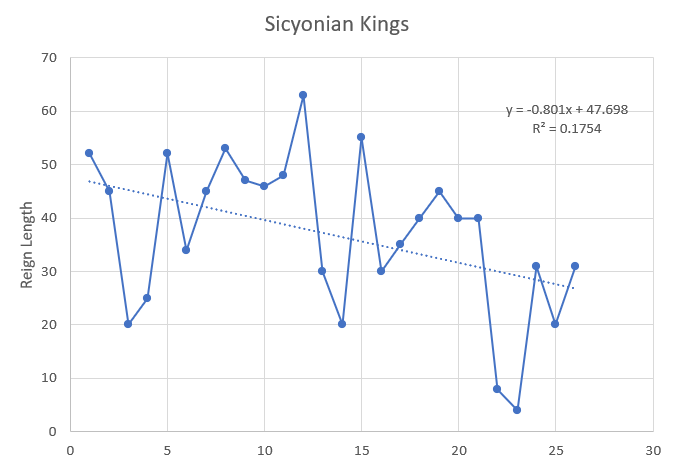 Sicyonian Kings
70
60
50
40
30
20
10
0
Reign Length
y = -0.801x + 47.698
R² = 0.1754
0 5 10 15 20 25 30